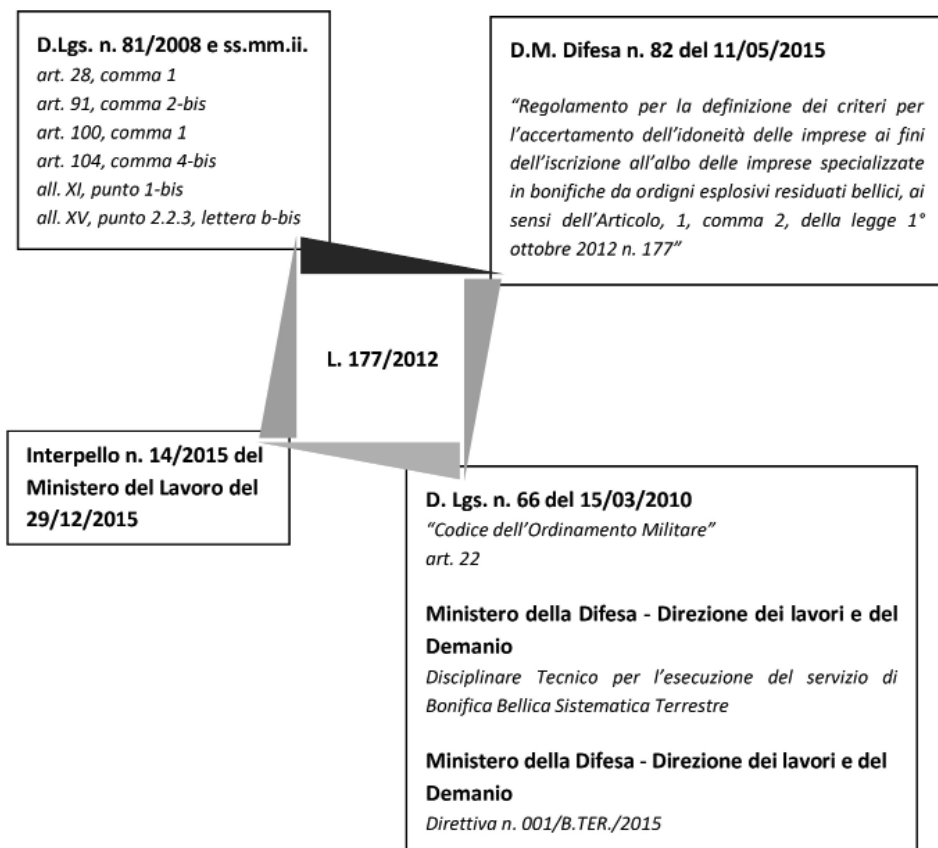 D.Lgs. n. 81/2008 e ss.mm.ii.
art. 28, comma 1
art. 91, comma 2-bis
art. 100, comma 1
art. 104, comma 4-bis
all. XI, punto 1-bis
all. XV, punto 2.2.3, lettera b-bis
D.M. Difesa n. 82 del 11/05/2015
“Regolamento per la definizione dei criteri per
l’accertamento dell’idoneità delle imprese ai fini
dell’iscrizione all’albo delle imprese specializzate
in bonifiche da ordigni esplosivi residuati bellici, ai
sensi dell’Articolo, 1, comma 2, della legge 1°
ottobre 2012 n. 177”
L. 177/2012
Interpello n. 14/2015 del
Ministero del Lavoro del
29/12/2015
D. Lgs. n. 66 del 15/03/2010
“Codice dell’Ordinamento Militare”
art. 22
Ministero della Difesa - Direzione dei lavori e del
Demanio
Disciplinare Tecnico per l’esecuzione del servizio di
Bonifica Bellica Sistematica Terrestre
Ministero della Difesa - Direzione dei lavori e del
Demanio
Direttiva n. 001/B.TER./2015